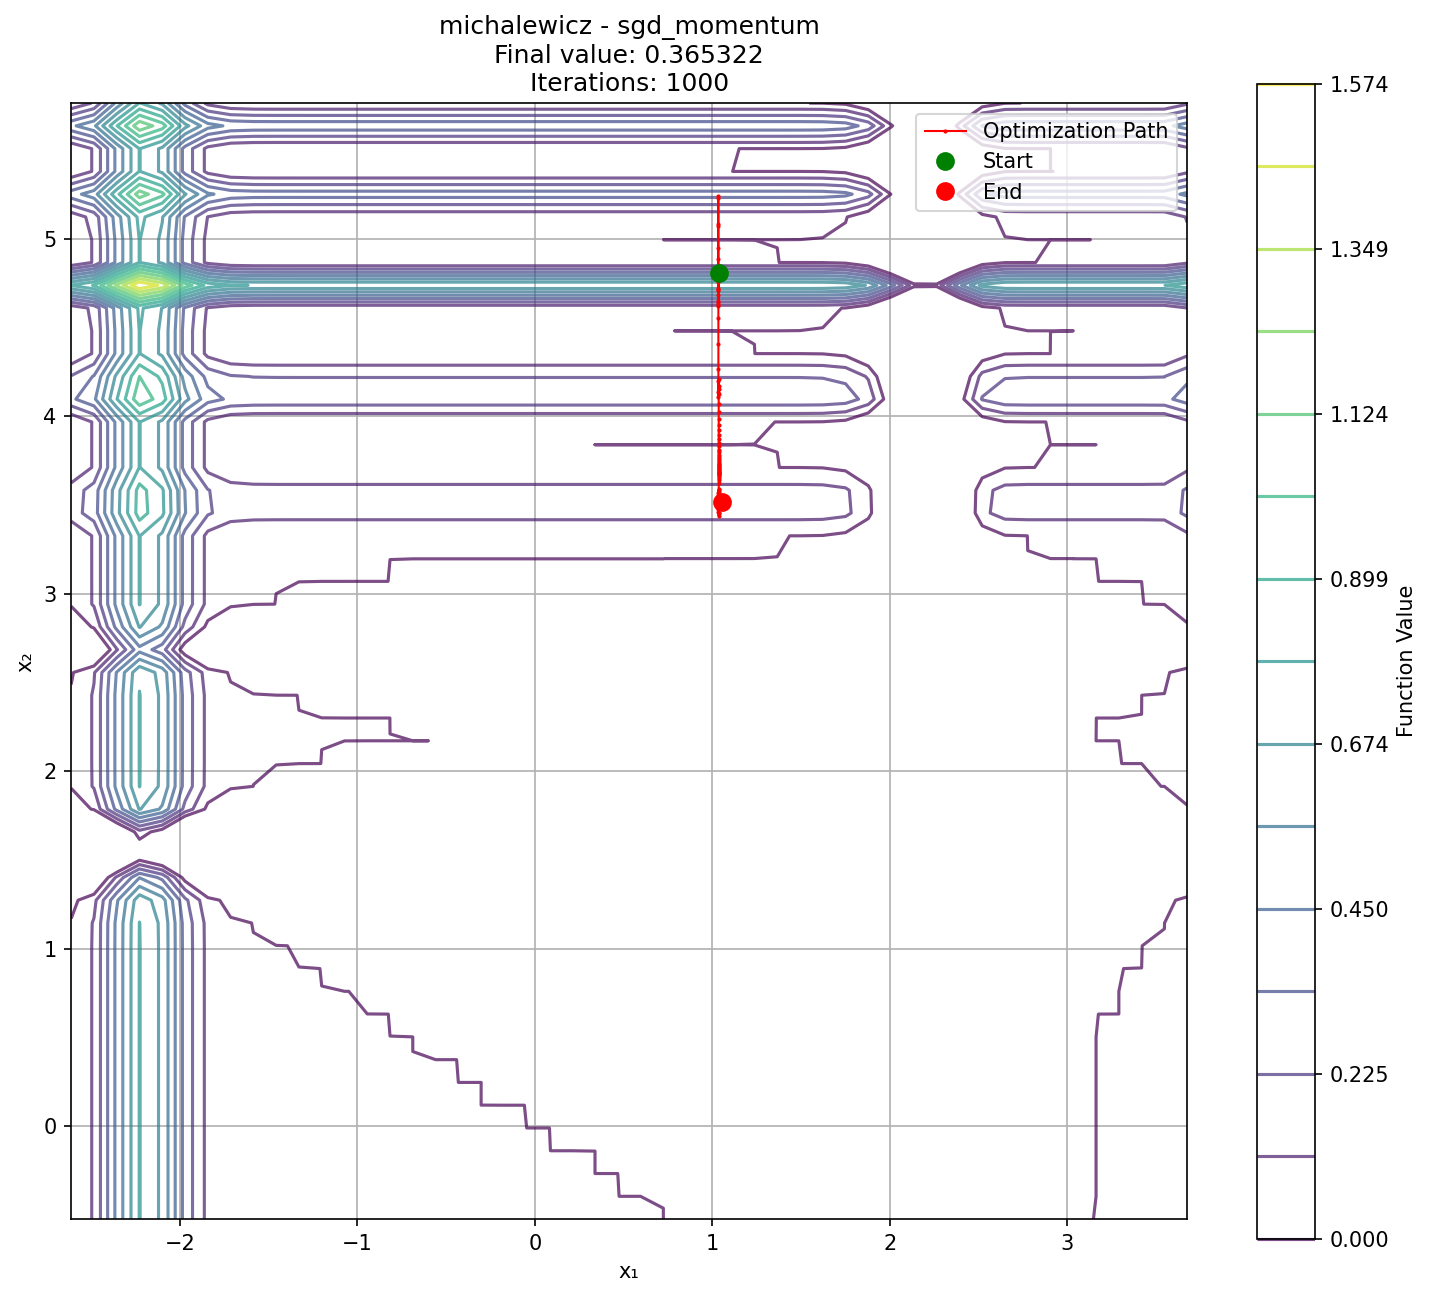 michalewicz - sgd_momentum
Final value: 0.365322
Iterations: 1000
Optimization Path
Start
End
5
4
3
2
1
0
x₂
−2
−1
0
1
2
3
x₁
1.574
1.349
1.124
0.899
0.674
0.450
0.225
0.000
Function Value